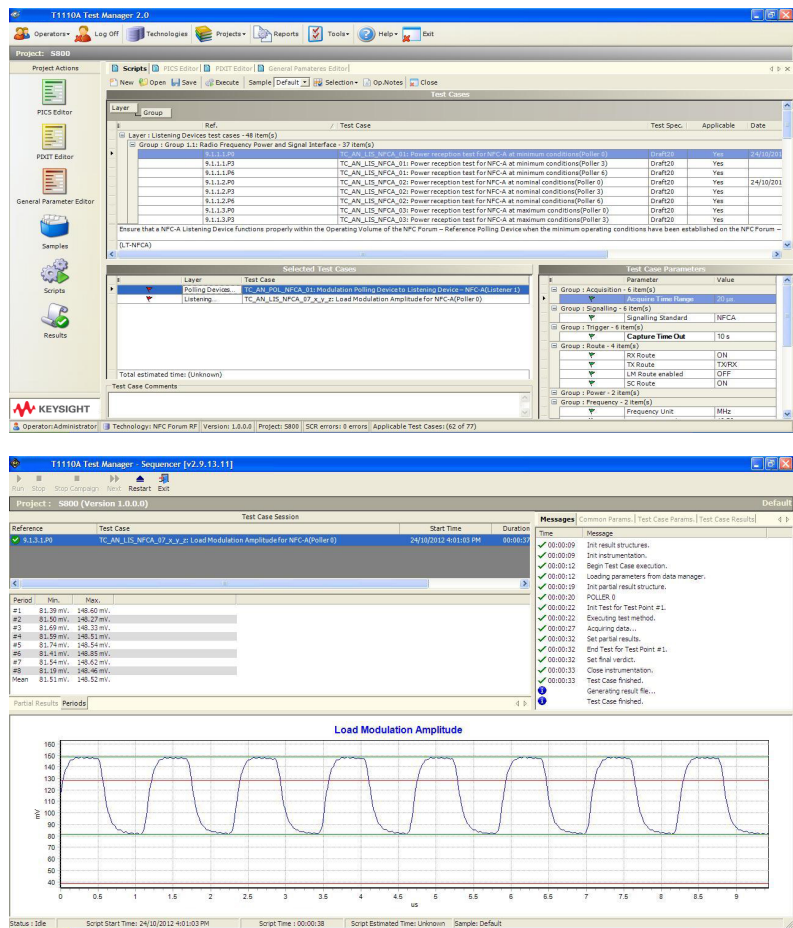 T1110A Test Manager 2.0
Operators Log Off Technologies Projects Reports Tools Help Exit
Project: S800
Project Actions
PICS Editor
PIXIT Editor
General Parameter Editor
Samples
Scripts
Results
KEYSIGHT
Scripts PICS Editor PIXIT Editor General Pamateres Editor
New Open Save Execute Sample Default Selection Op.Notes Close
Test Cases
Layer
Group
Ref. Test Case Test Spec. Applicable Date
Layer : Listening Devices test cases - 48 item(s)
Group : Group 1.1: Radio Frequency Power and Signal Interface - 37 item(s)
9.1.1.1.P0 TC_AN_LIS_NFCA_01: Power reception test for NFC-A at minimum conditions(Poller 0) Draft20 Yes 24/10/201
9.1.1.1.P3 TC_AN_LIS_NFCA_01: Power reception test for NFC-A at minimum conditions(Poller 3) Draft20 Yes
9.1.1.1.P6 TC_AN_LIS_NFCA_01: Power reception test for NFC-A at minimum conditions(Poller 6) Draft20 Yes
9.1.1.2.P0 TC_AN_LIS_NFCA_02: Power reception test for NFC-A at nominal conditions(Poller 0) Draft20 Yes 24/10/201
9.1.1.2.P3 TC_AN_LIS_NFCA_02: Power reception test for NFC-A at nominal conditions(Poller 3) Draft20 Yes
9.1.1.2.P6 TC_AN_LIS_NFCA_02: Power reception test for NFC-A at nominal conditions(Poller 6) Draft20 Yes
9.1.1.3.P0 TC_AN_LIS_NFCA_03: Power reception test for NFC-A at maximum conditions(Poller 0) Draft20 Yes
9.1.1.3.P3 TC_AN_LIS_NFCA_03: Power reception test for NFC-A at maximum conditions(Poller 3) Draft20 Yes
Ensure that a NFC-A Listening Device functions properly within the Operating Volume of the NFC Forum – Reference Polling Device when the minimum operating conditions have been established on the NFC Forum –
(LT-NFCA)
Selected Test Cases
Layer Test Case
Polling Devices... TC_AN_POL_NFCA_01: Modulation Polling Device to Listening Device – NFC-A(Listener 1)
Listening... TC_AN_LIS_NFCA_07_x_y_z: Load Modulation Amplitude for NFC-A(Poller 0)
Total estimated time: (Unknown)
Test Case Comments
Test Case Parameters
Parameter Value
Group : Acquisition - 6 item(s)
Acquire Time Range 20 µs
Group : Signalling - 6 item(s)
Signalling Standard NFCA
Group : Trigger - 6 item(s)
Capture Time Out 10 s
Group : Route - 4 item(s)
RX Route ON
TX Route TX/RX
LM Route enabled OFF
SC Route ON
Group : Power - 2 item(s)
Group : Frequency - 2 item(s)
Frequency Unit MHz
Operator:Administrator Technology: NFC Forum RF Version: 1.0.0.0 Project: S800 SCR errors: 0 errors Applicable Test Cases: (62 of 77)
T1110A Test Manager - Sequencer [v2.9.13.11]
Run Stop Stop Campaign Next Restart Exit
Project : S800 (Version 1.0.0.0) Default
Test Case Session
Reference Test Case Start Time Duration
9.1.3.1.P0 TC_AN_LIS_NFCA_07_x_y_z: Load Modulation Amplitude for NFC-A(Poller 0) 24/10/2012 4:01:03 PM 00:00:37
Period Min. Max.
#1 81.39 mV. 148.60 mV.
#2 81.50 mV. 148.27 mV.
#3 81.69 mV. 148.33 mV.
#4 81.59 mV. 148.51 mV.
#5 81.74 mV. 148.54 mV.
#6 81.41 mV. 148.85 mV.
#7 81.54 mV. 148.62 mV.
#8 81.19 mV. 148.46 mV.
Mean 81.51 mV. 148.52 mV.
Partial Results Periods
Messages Common Params. Test Case Params. Test Case Results
Time Message
00:00:09 Init result structures.
00:00:09 Init instrumentation.
00:00:12 Begin Test Case execution.
00:00:12 Loading parameters from data manager.
00:00:19 Init partial result structure.
00:00:20 POLLER 0
00:00:22 Init Test for Test Point #1.
00:00:22 Executing test method.
00:00:27 Acquiring data...
00:00:32 Set partial results.
00:00:32 End Test for Test Point #1.
00:00:32 Set final verdict.
00:00:33 Close instrumentation.
00:00:33 Test Case finished.
Generating result file...
Test Case finished.
Load Modulation Amplitude
160
150
140
130
120
110
100
90
80
70
60
50
40
mV
0 0.5 1 1.5 2 2.5 3 3.5 4 4.5 5 5.5 6 6.5 7 7.5 8 8.5 9
us
Status : Idle Script Start Time: 24/10/2012 4:01:03 PM Script Time : 00:00:38 Script Estimated Time: Unknown Sample: Default